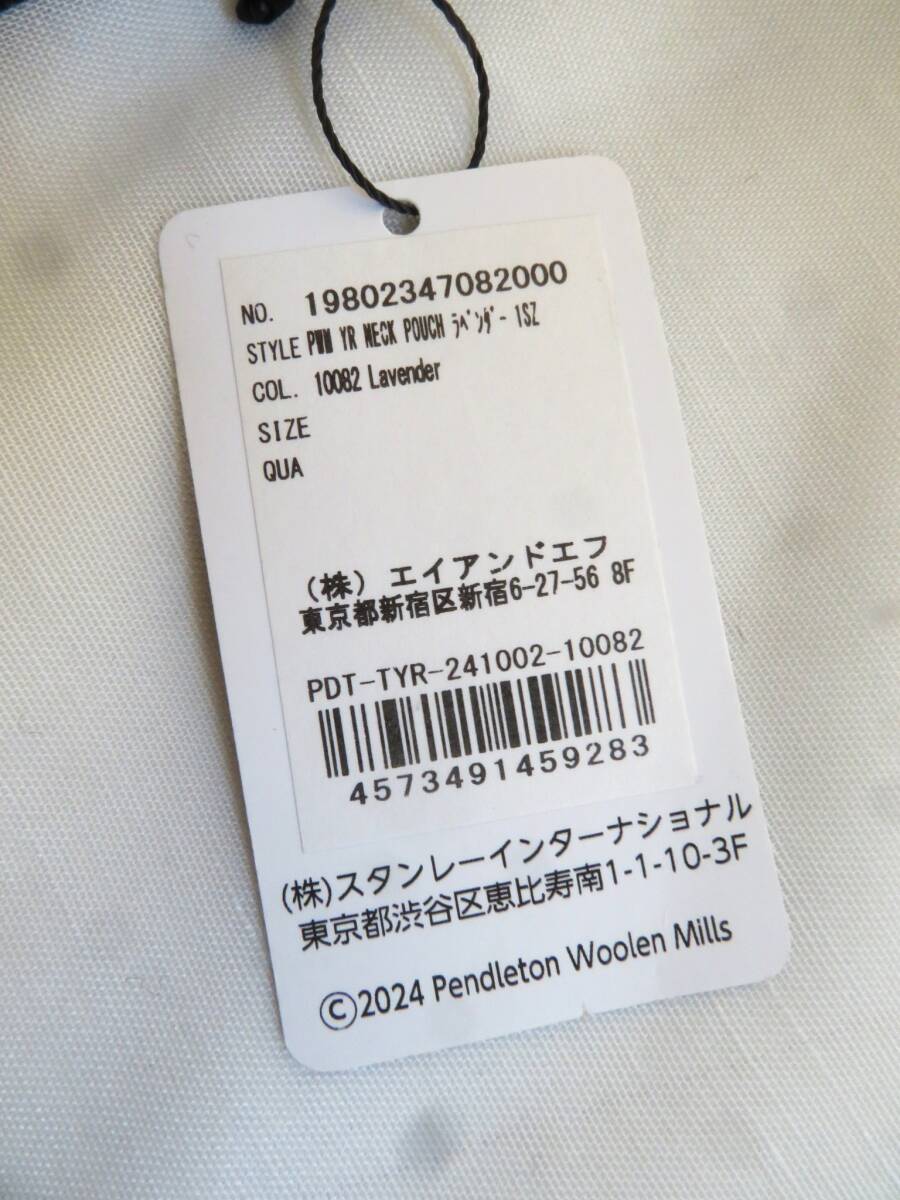 NO. 19802347082000
STYLE PWM YR NECK POUCH ﾗﾍﾞﾝﾀﾞｰ 1SZ
COL. 10082 Lavender
SIZE
QUA
(株) エイアンドエフ
東京都新宿区新宿6-27-56 8F
PDT-TYR-241002-10082
4573491459283
(株)スタンレーインターナショナル
東京都渋谷区恵比寿南1-1-10-3F
©2024 Pendleton Woolen Mills